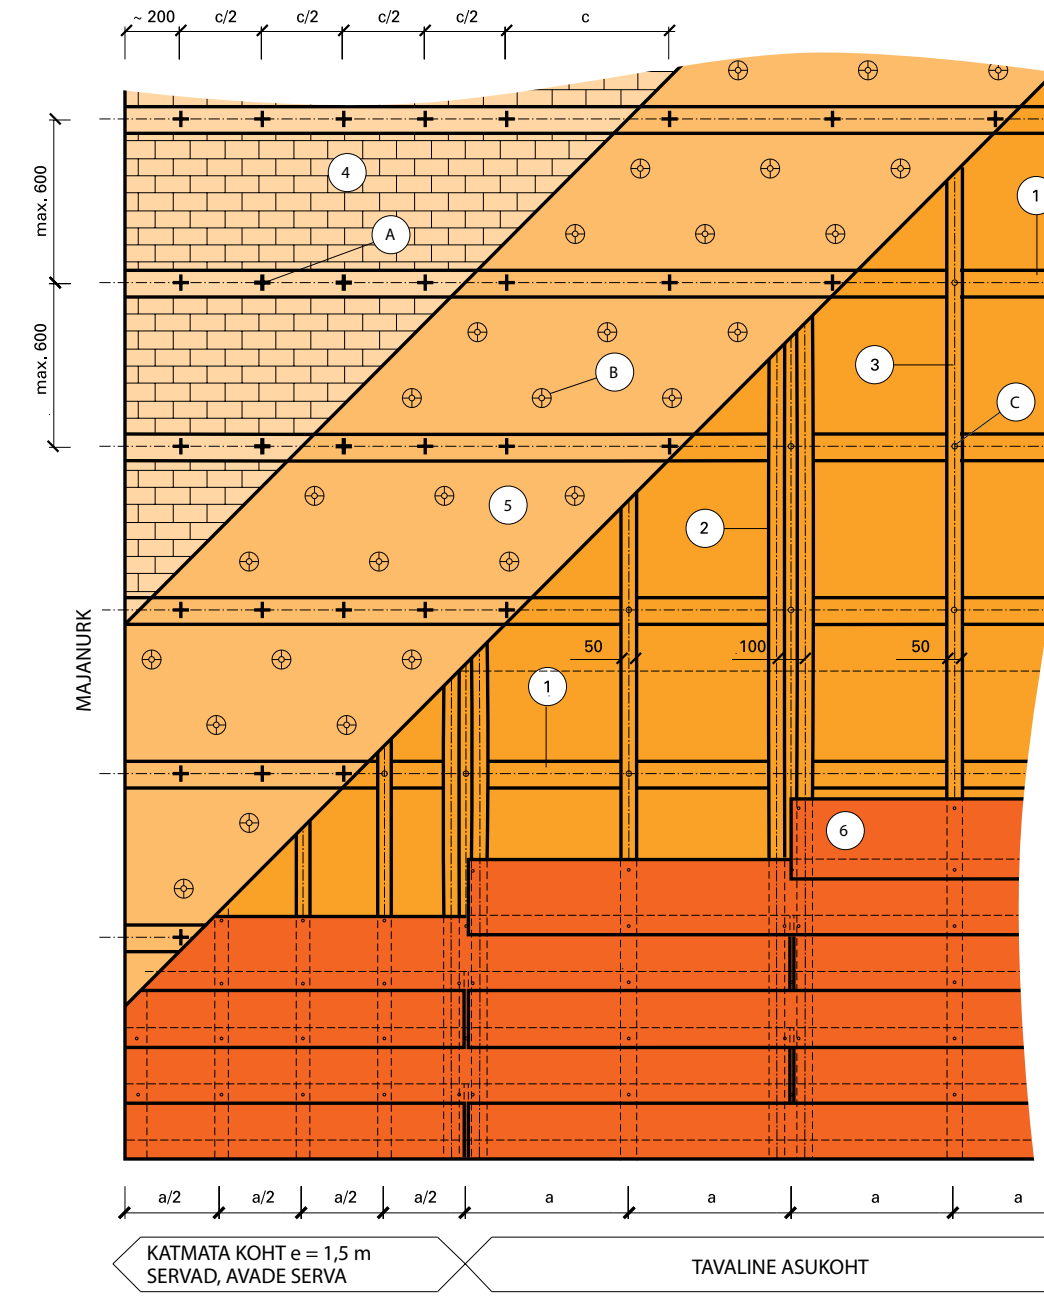 ~ 200
c/2
c/2
c/2
c/2
c
max. 600
max. 600
4
A
1
3
B
C
5
2
MAJANURK
50
100
50
1
6
a/2
a/2
a/2
a/2
a
a
a
a
KATMATA KOHT e = 1,5 m
SERVAD, AVADE SERVA
TAVALINE ASUKOHT